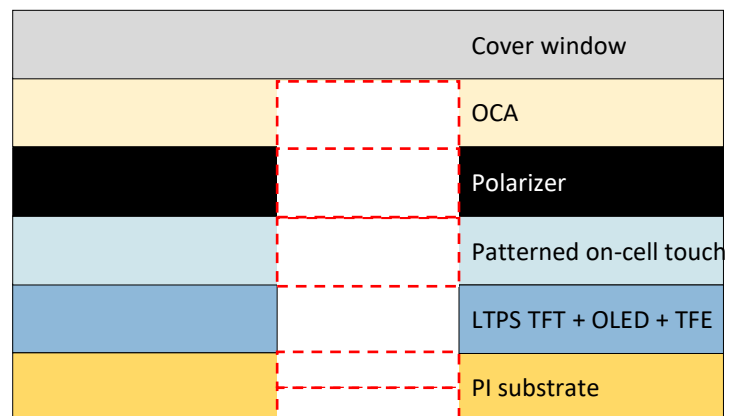 Cover window
OCA
Polarizer
Patterned on-cell touch
LTPS TFT + OLED + TFE
PI substrate